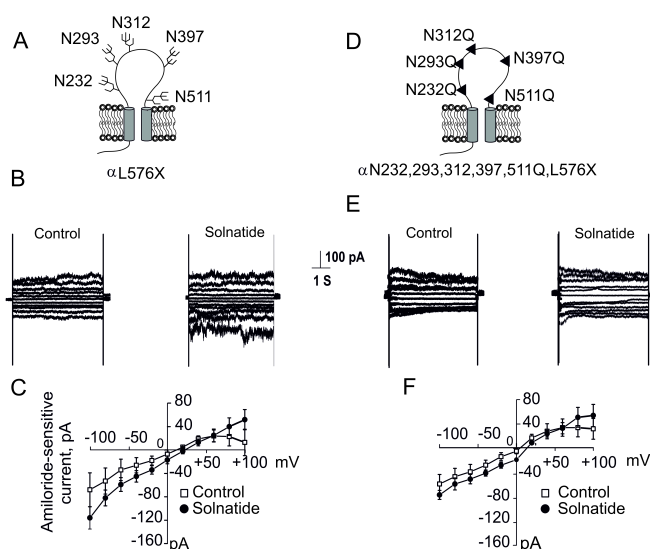 A
N312
N293
N397
N232
N511
αL576X
D
N312Q
N293Q
N397Q
N232Q
N511Q
αN232,293,312,397,511Q,L576X
B
Control
Solnatide
100 pA
1 S
E
Control
Solnatide
C
Amiloride-sensitive
current, pA
80
40
-100
-50
0
+50
+100
mV
-40
-80
-120
-160
pA
Control
Solnatide
F
80
40
-100
-50
0
+50
+100
mV
-40
-80
-120
-160
pA
Control
Solnatide